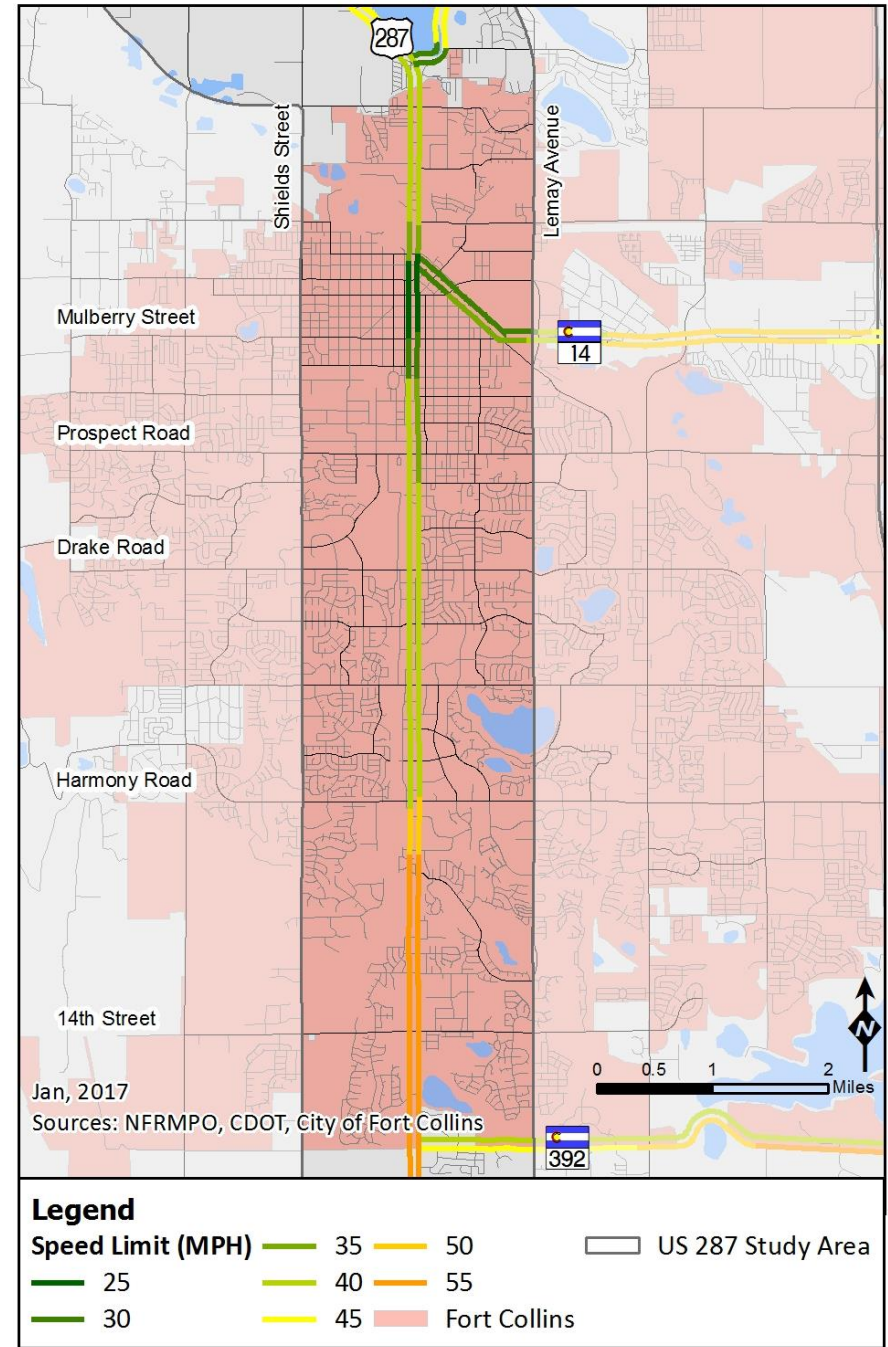 287
Shields Street
Lemay Avenue
Mulberry Street
14
Prospect Road
Drake Road
Harmony Road
14th Street
N
0 0.5 1 2
Miles
Jan, 2017
Sources: NFRMPO, CDOT, City of Fort Collins
392
Legend
Speed Limit (MPH)
25
30
35
40
45
50
55
Fort Collins
US 287 Study Area